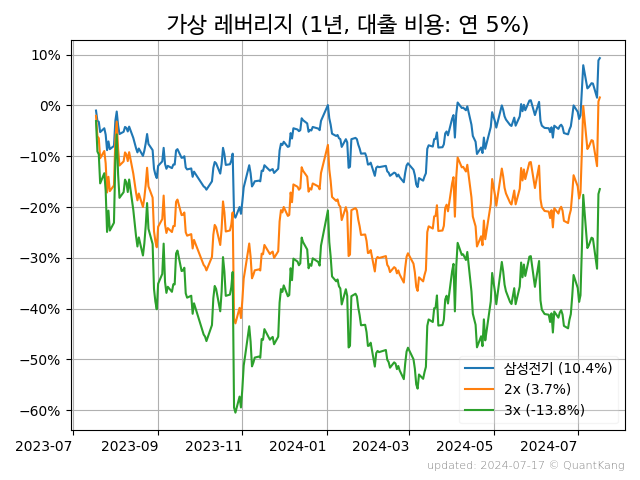 가상 레버리지 (1년, 대출 비용: 연 5%)
10%
0%
−10%
−20%
−30%
−40%
−50%
−60%
삼성전기 (10.4%)
2x (3.7%)
3x (-13.8%)
2023-07 2023-09 2023-11 2024-01 2024-03 2024-05 2024-07
updated: 2024-07-17 © QuantKang